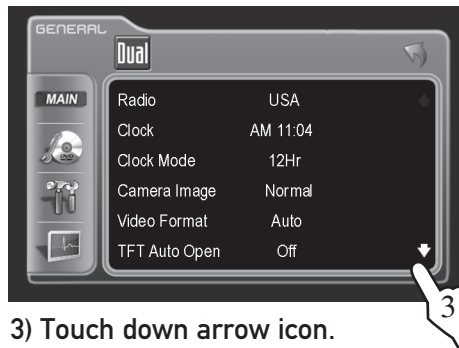 GENERAL
Dual
MAIN
Radio USA
Clock AM 11:04
Clock Mode 12Hr
Camera Image Normal
Video Format Auto
TFT Auto Open Off
3
3) Touch down arrow icon.